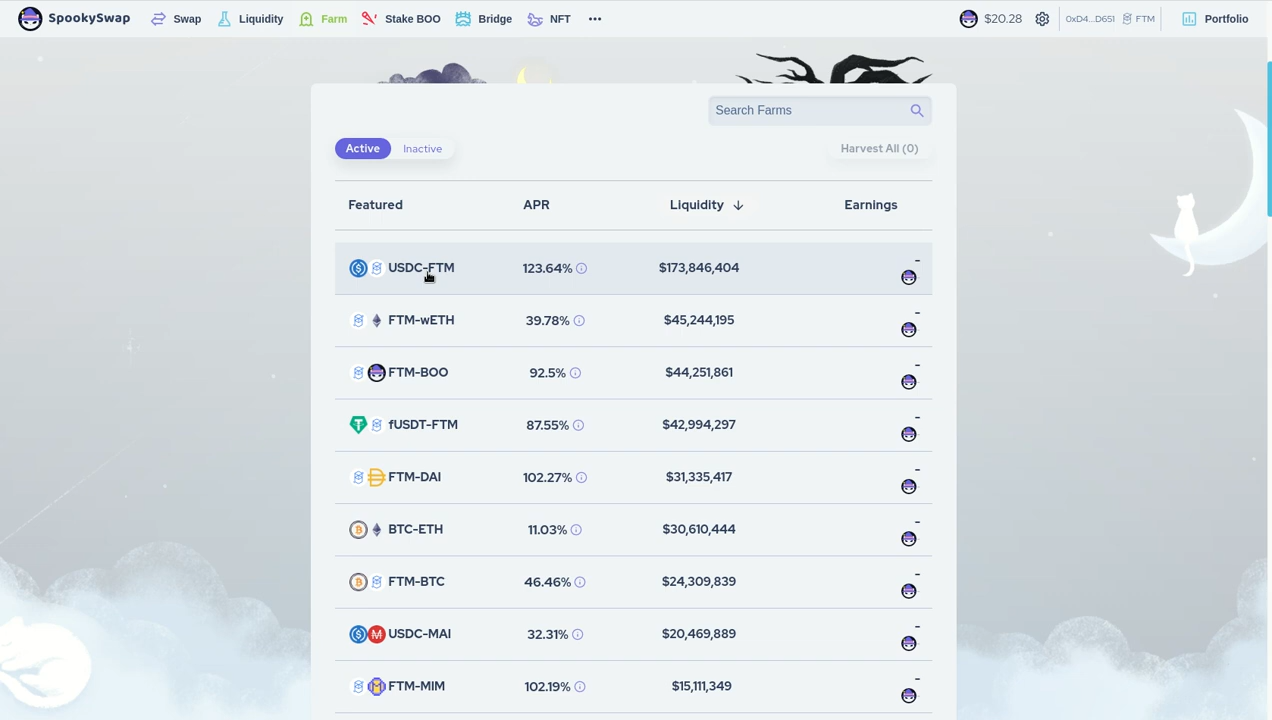 SpookySwap Swap Liquidity Farm Stake BOO Bridge NFT ... $20.28 0xD4...D651 FTM Portfolio
Search Farms
Active Inactive Harvest All (0)
Featured APR Liquidity Earnings
USDC-FTM 123.64% $173,846,404 -
FTM-wETH 39.78% $45,244,195 -
FTM-BOO 92.5% $44,251,861 -
fUSDT-FTM 87.55% $42,994,297 -
FTM-DAI 102.27% $31,335,417 -
BTC-ETH 11.03% $30,610,444 -
FTM-BTC 46.46% $24,309,839 -
USDC-MAI 32.31% $20,469,889 -
FTM-MIM 102.19% $15,111,349 -